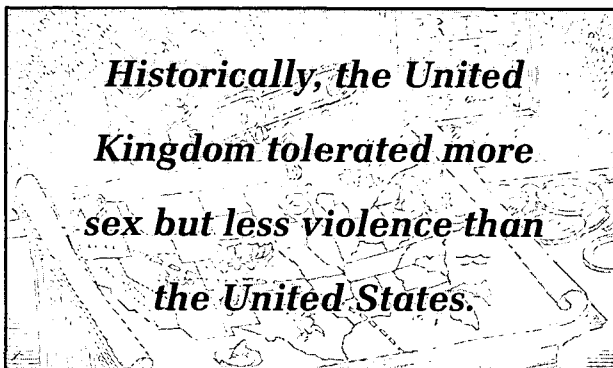 Historically, the United
Kingdom tolerated more
sex but less violence than
the United States.